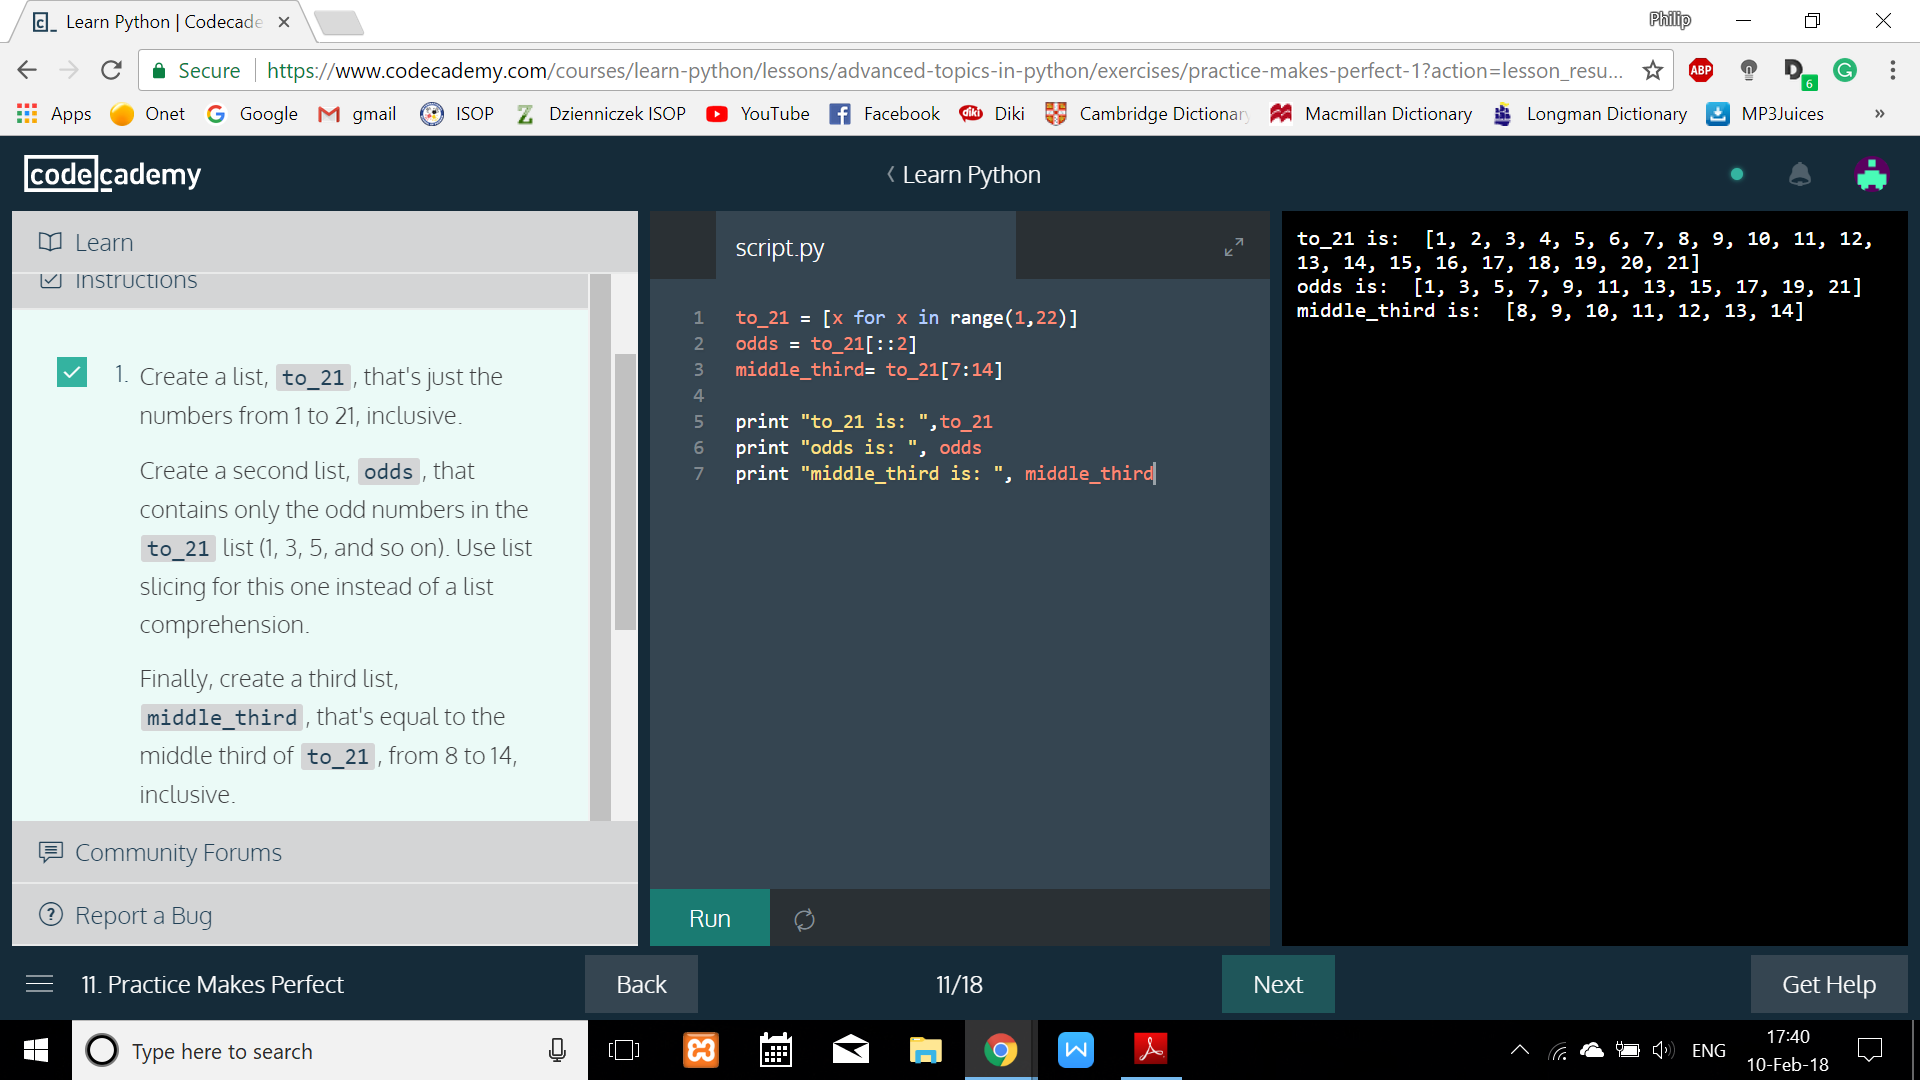 Learn Python | Codecade
Philip
Secure
https://www.codecademy.com/courses/learn-python/lessons/advanced-topics-in-python/exercises/practice-makes-perfect-1?action=lesson_resu...
ABP
D
6
Apps
Onet
Google
gmail
ISOP
Dzienniczek ISOP
YouTube
Facebook
diki
Diki
Cambridge Dictionary
Macmillan Dictionary
Longman Dictionary
MP3Juices
»
codecademy
‹ Learn Python
Learn
Instructions
1. Create a list, to_21, that's just the
numbers from 1 to 21, inclusive.
Create a second list, odds, that
contains only the odd numbers in the
to_21 list (1, 3, 5, and so on). Use list
slicing for this one instead of a list
comprehension.
Finally, create a third list,
middle_third, that's equal to the
middle third of to_21, from 8 to 14,
inclusive.
Community Forums
Report a Bug
script.py
1 to_21 = [x for x in range(1,22)]
2 odds = to_21[::2]
3 middle_third= to_21[7:14]
4
5 print "to_21 is: ",to_21
6 print "odds is: ", odds
7 print "middle_third is: ", middle_third
Run
to_21 is:  [1, 2, 3, 4, 5, 6, 7, 8, 9, 10, 11, 12,
13, 14, 15, 16, 17, 18, 19, 20, 21]
odds is:  [1, 3, 5, 7, 9, 11, 13, 15, 17, 19, 21]
middle_third is:  [8, 9, 10, 11, 12, 13, 14]
11. Practice Makes Perfect
Back
11/18
Next
Get Help
Type here to search
ENG
17:40
10-Feb-18